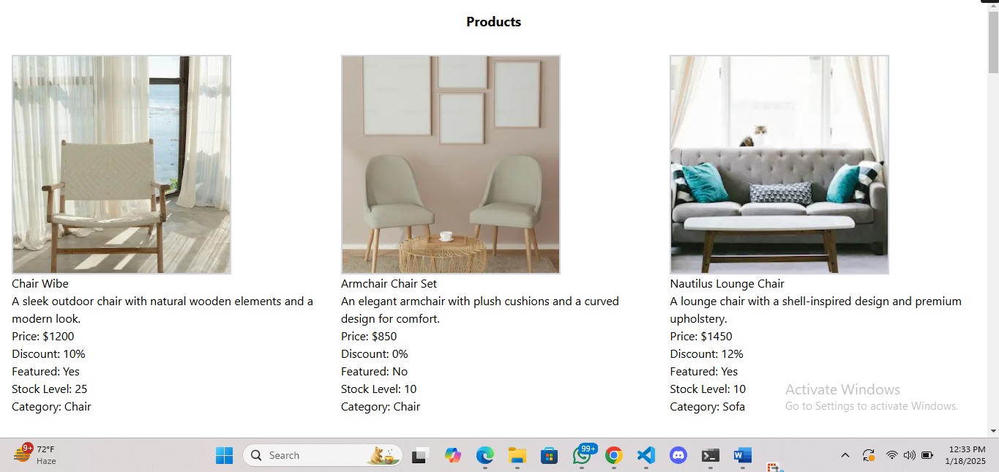 Products
Chair Wibe
A sleek outdoor chair with natural wooden elements and a
modern look.
Price: $1200
Discount: 10%
Featured: Yes
Stock Level: 25
Category: Chair
Armchair Chair Set
An elegant armchair with plush cushions and a curved
design for comfort.
Price: $850
Discount: 0%
Featured: No
Stock Level: 10
Category: Chair
Nautilus Lounge Chair
A lounge chair with a shell-inspired design and premium
upholstery.
Price: $1450
Discount: 12%
Featured: Yes
Stock Level: 10
Category: Sofa
Activate Windows
Go to Settings to activate Windows.
9+
72°F
Haze
Search
99+
W
12:33 PM
1/18/2025